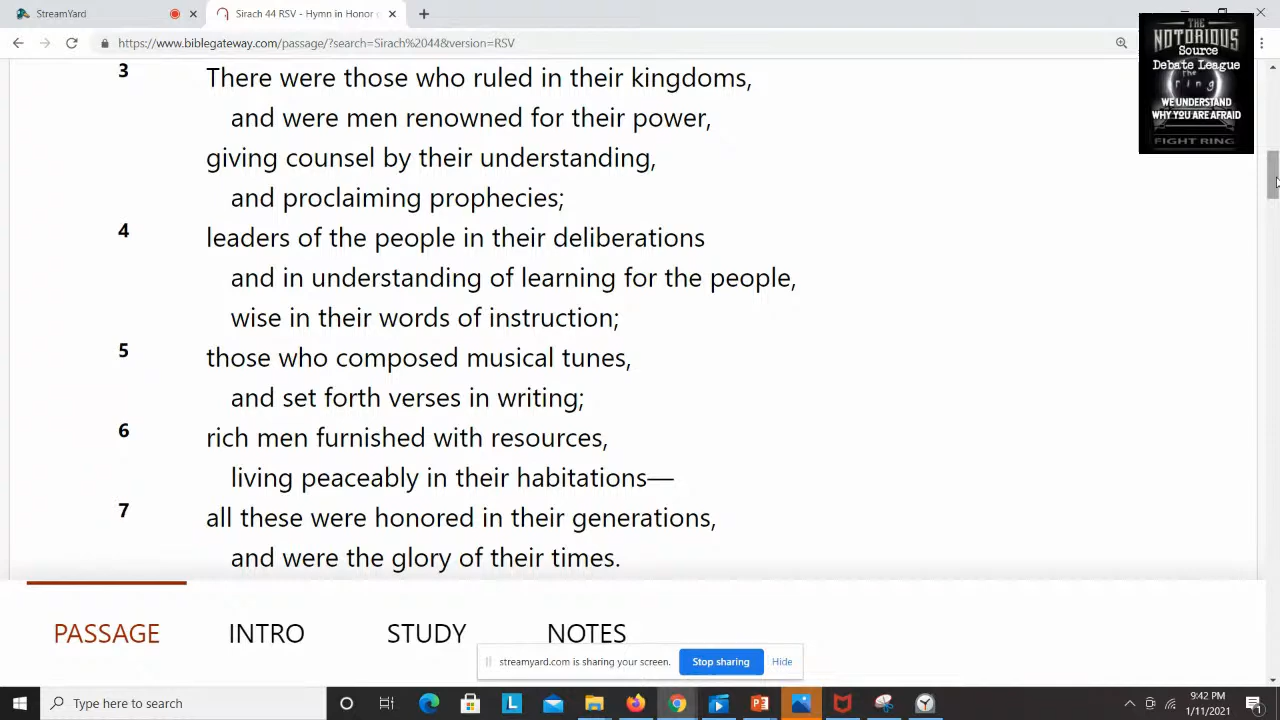 StreamYard
Sirach 44 RSV - Hymn in Honor
https://www.biblegateway.com/passage/?search=Sirach%2044&version=RSV
THE
NOTORIOUS
Source
Debate League
the
ring
WE UNDERSTAND
WHY YOU ARE AFRAID
FIGHT RING
3 There were those who ruled in their kingdoms,
and were men renowned for their power,
giving counsel by their understanding,
and proclaiming prophecies;
4 leaders of the people in their deliberations
and in understanding of learning for the people,
wise in their words of instruction;
5 those who composed musical tunes,
and set forth verses in writing;
6 rich men furnished with resources,
living peaceably in their habitations—
7 all these were honored in their generations,
and were the glory of their times.
PASSAGE INTRO STUDY NOTES
streamyard.com is sharing your screen. Stop sharing Hide
Type here to search
9:42 PM
1/11/2021